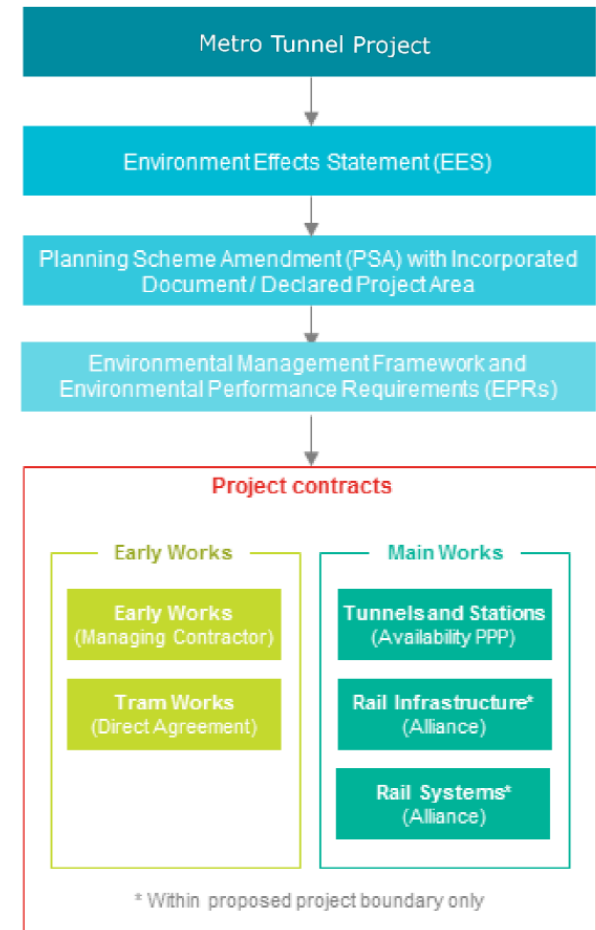 Metro Tunnel Project
Environment Effects Statement (EES)
Planning Scheme Amendment (PSA) with Incorporated
Document / Declared Project Area
Environmental Management Framework and
Environmental Performance Requirements (EPRs)
Project contracts
Early Works
Early Works
(Managing Contractor)
Tram Works
(Direct Agreement)
Main Works
Tunnels and Stations
(Availability PPP)
Rail Infrastructure*
(Alliance)
Rail Systems*
(Alliance)
* Within proposed project boundary only